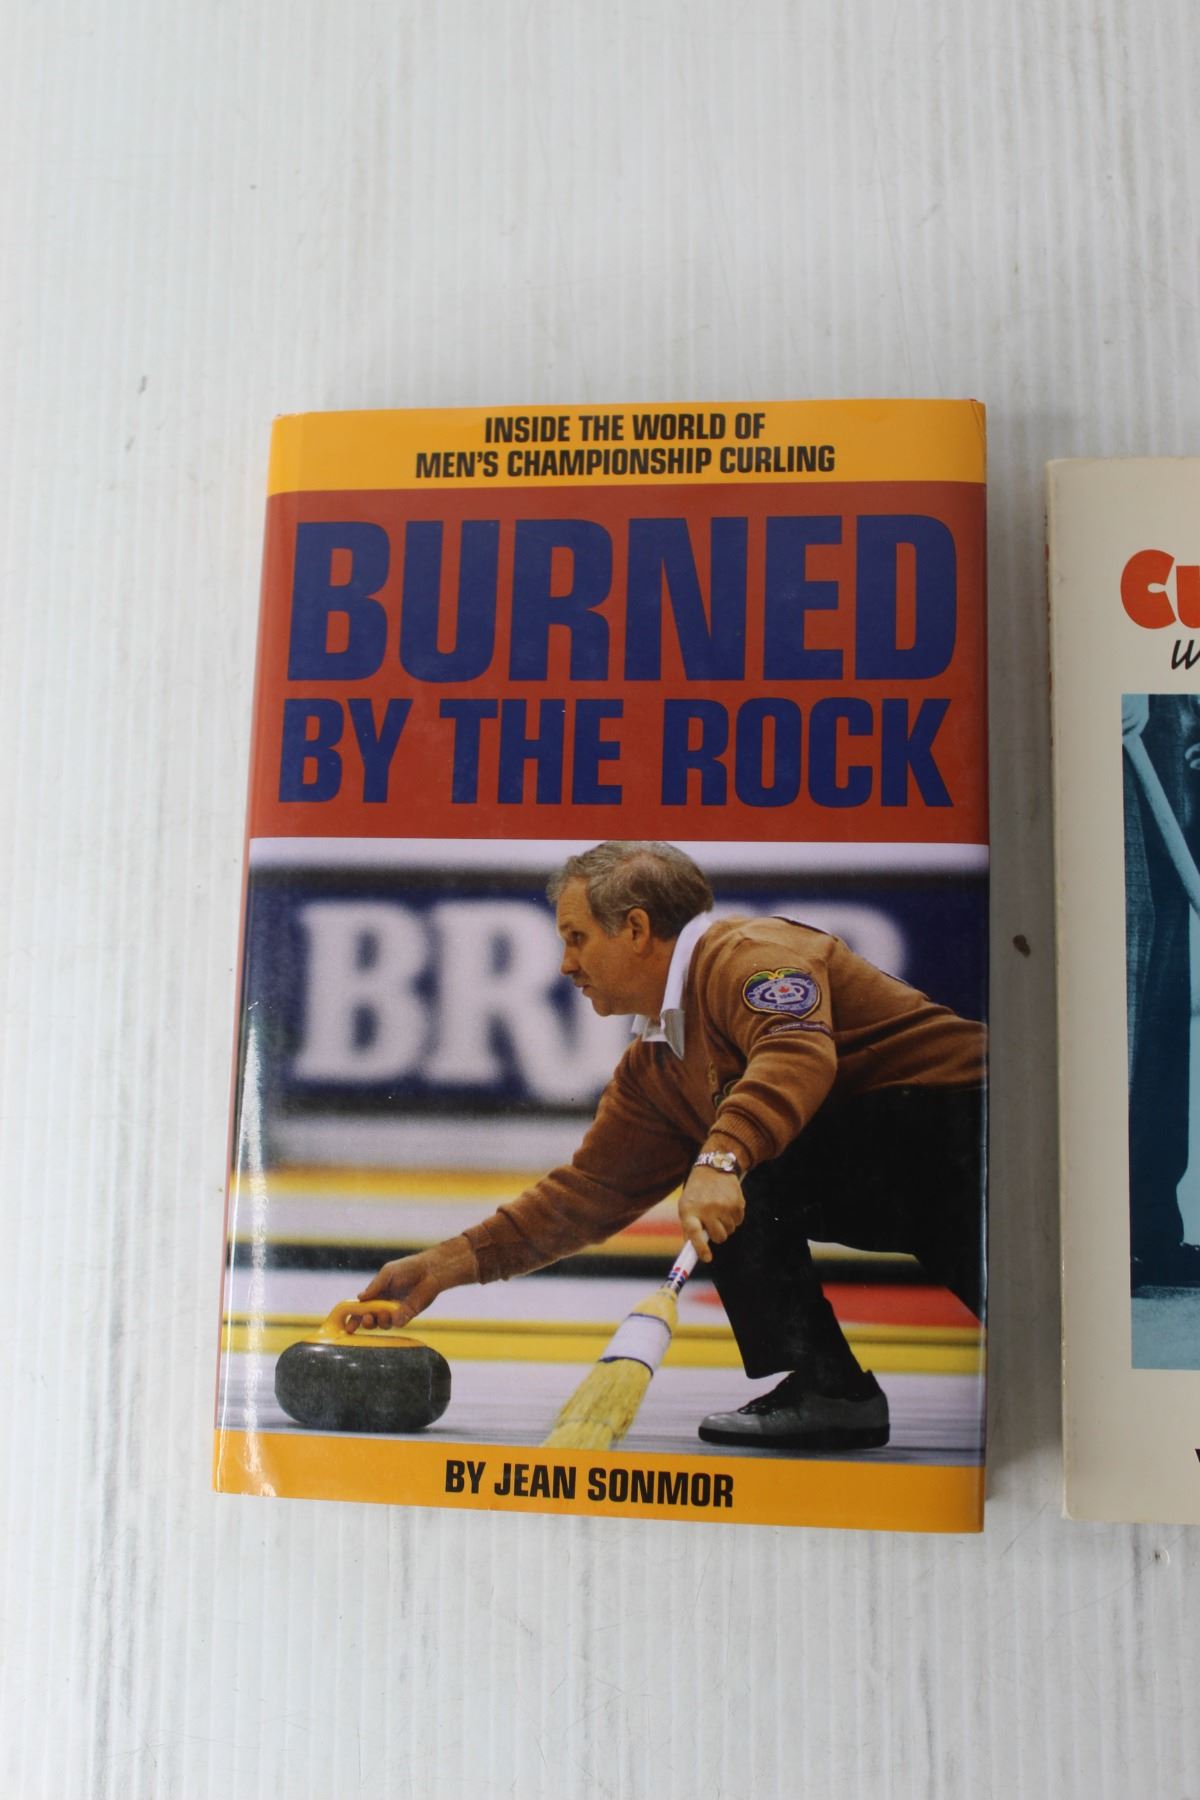 INSIDE THE WORLD OF
MEN'S CHAMPIONSHIP CURLING
BURNED
BY THE ROCK
BY JEAN SONMOR